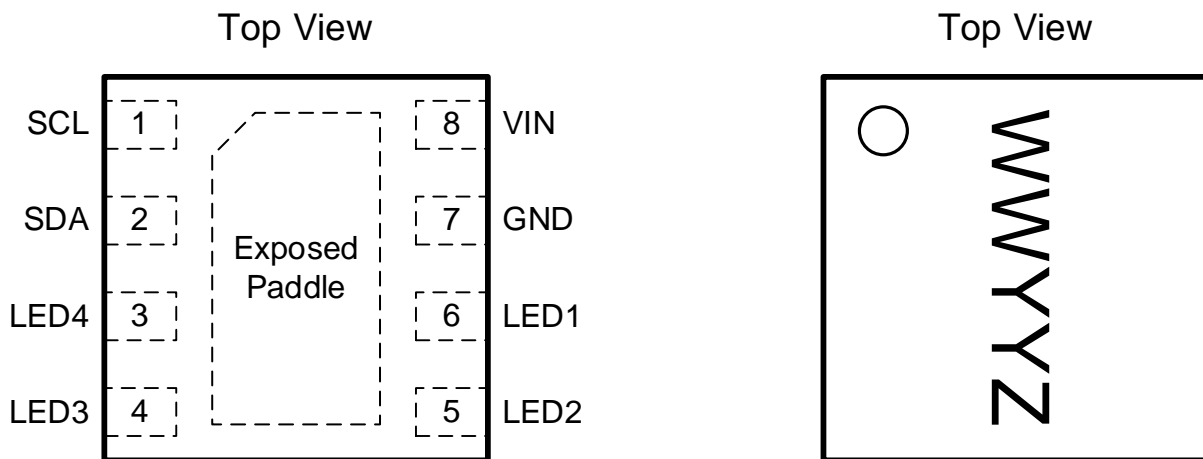 Top View
SCL 1 8 VIN
SDA 2 7 GND
Exposed
Paddle
LED4 3 6 LED1
LED3 4 5 LED2
Top View
WWYYZ